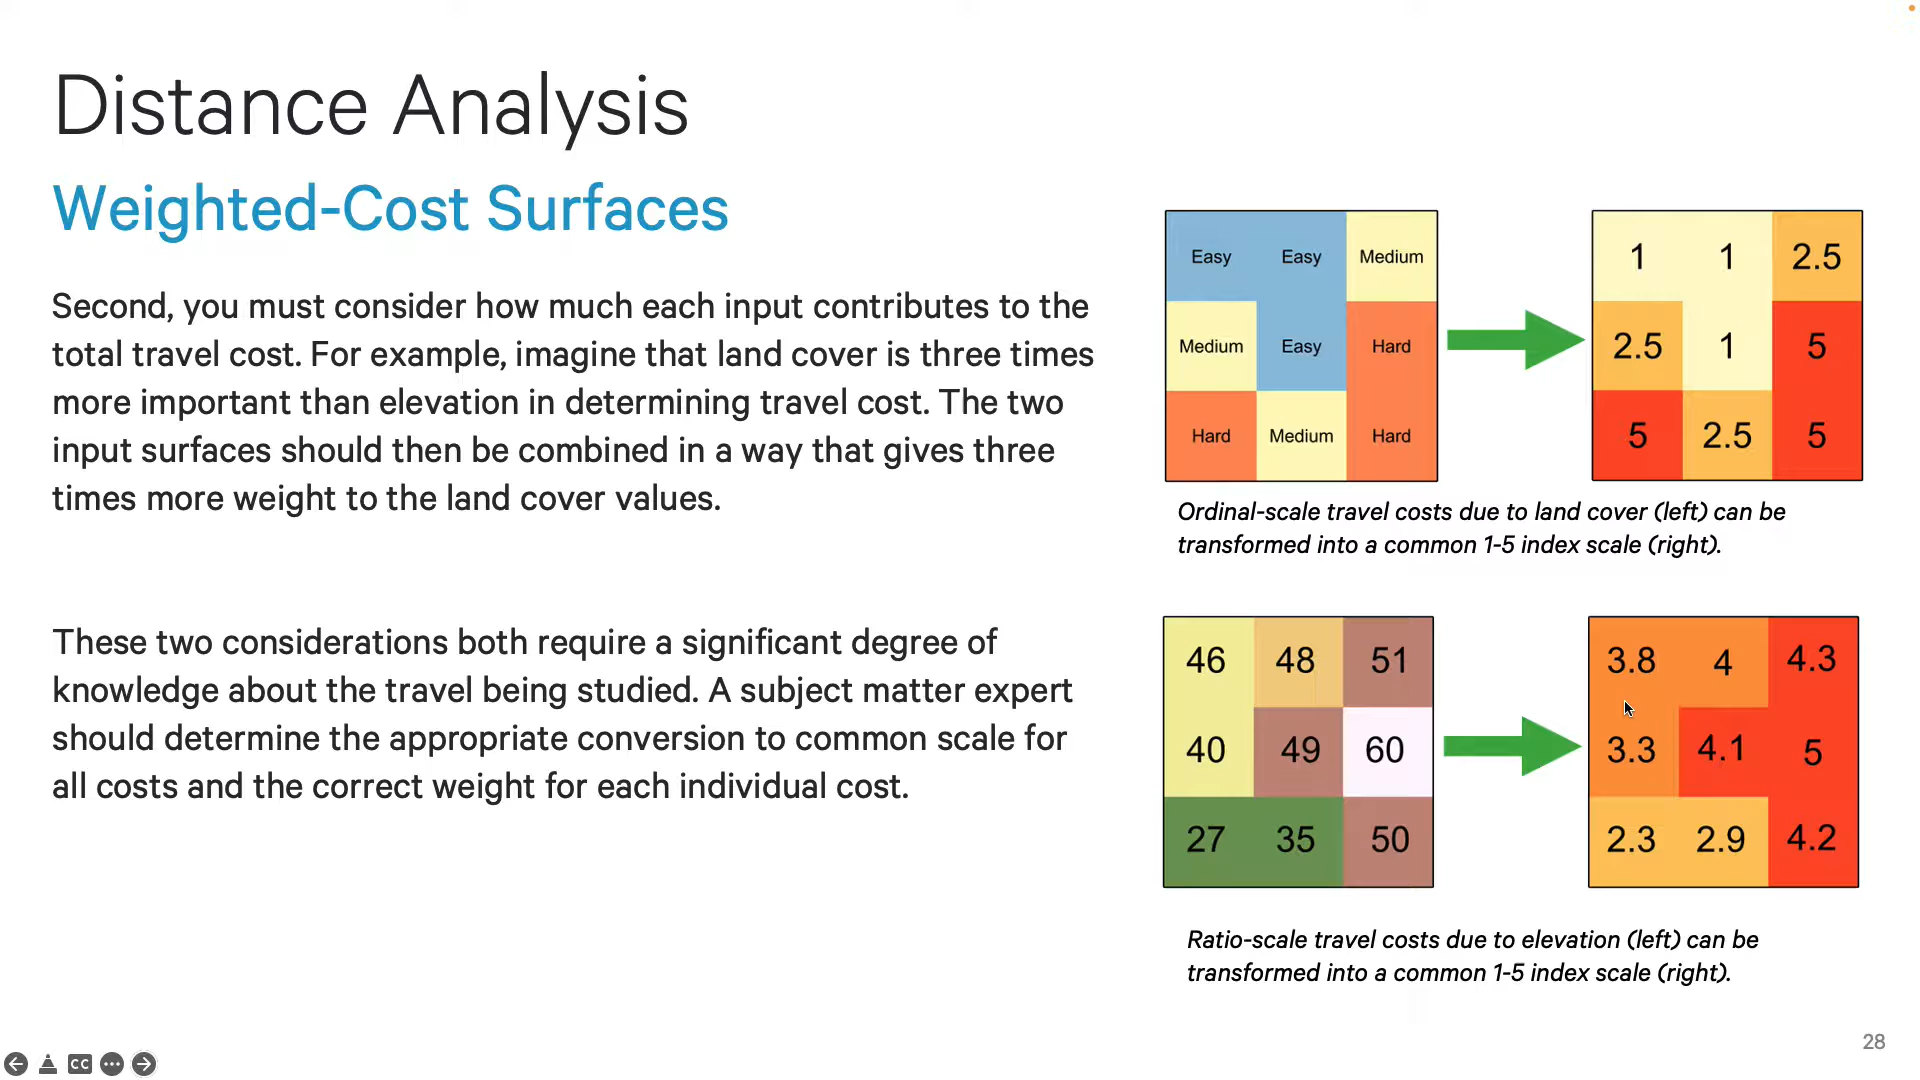 Distance Analysis
Weighted-Cost Surfaces
Second, you must consider how much each input contributes to the
total travel cost. For example, imagine that land cover is three times
more important than elevation in determining travel cost. The two
input surfaces should then be combined in a way that gives three
times more weight to the land cover values.
These two considerations both require a significant degree of
knowledge about the travel being studied. A subject matter expert
should determine the appropriate conversion to common scale for
all costs and the correct weight for each individual cost.
Easy Easy Medium
Medium Easy Hard
Hard Medium Hard
1 1 2.5
2.5 1 5
5 2.5 5
Ordinal-scale travel costs due to land cover (left) can be
transformed into a common 1-5 index scale (right).
46 48 51
40 49 60
27 35 50
3.8 4 4.3
3.3 4.1 5
2.3 2.9 4.2
Ratio-scale travel costs due to elevation (left) can be
transformed into a common 1-5 index scale (right).
28
CC